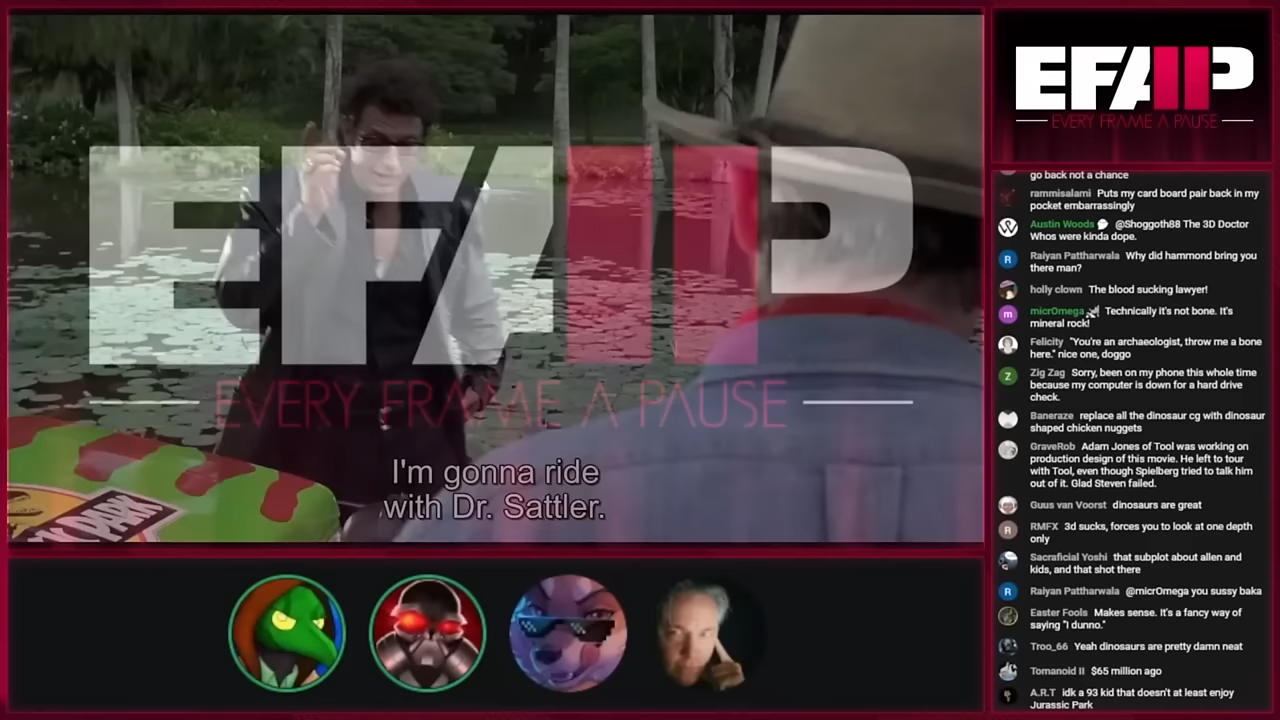 EFAP
EVERY FRAME A PAUSE
I'm gonna ride
with Dr. Sattler.
PARK
EFAP
EVERY FRAME A PAUSE
go back not a chance
rammisalami Puts my card board pair back in my
pocket embarrassingly
Austin Woods @Shoggoth88 The 3D Doctor
Whos were kinda dope.
Raiyan Pattharwala Why did hammond bring you
there man?
holly clown The blood sucking lawyer!
micrOmega Technically it's not bone. It's
mineral rock!
Felicity "You're an archaeologist, throw me a bone
here." nice one, doggo
Zig Zag Sorry, been on my phone this whole time
because my computer is down for a hard drive
check.
Baneraze replace all the dinosaur cg with dinosaur
shaped chicken nuggets
GraveRob Adam Jones of Tool was working on
production design of this movie. He left to tour
with Tool, even though Spielberg tried to talk him
out of it. Glad Steven failed.
Guus van Voorst dinosaurs are great
RMFX 3d sucks, forces you to look at one depth
only
Sacraficial Yoshi that subplot about allen and
kids, and that shot there
Raiyan Pattharwala @micrOmega you sussy baka
Easter Fools Makes sense. It's a fancy way of
saying "I dunno."
Troo_66 Yeah dinosaurs are pretty damn neat
Tomanoid II $65 million ago
A.R.T idk a 93 kid that doesn't at least enjoy
Jurassic Park